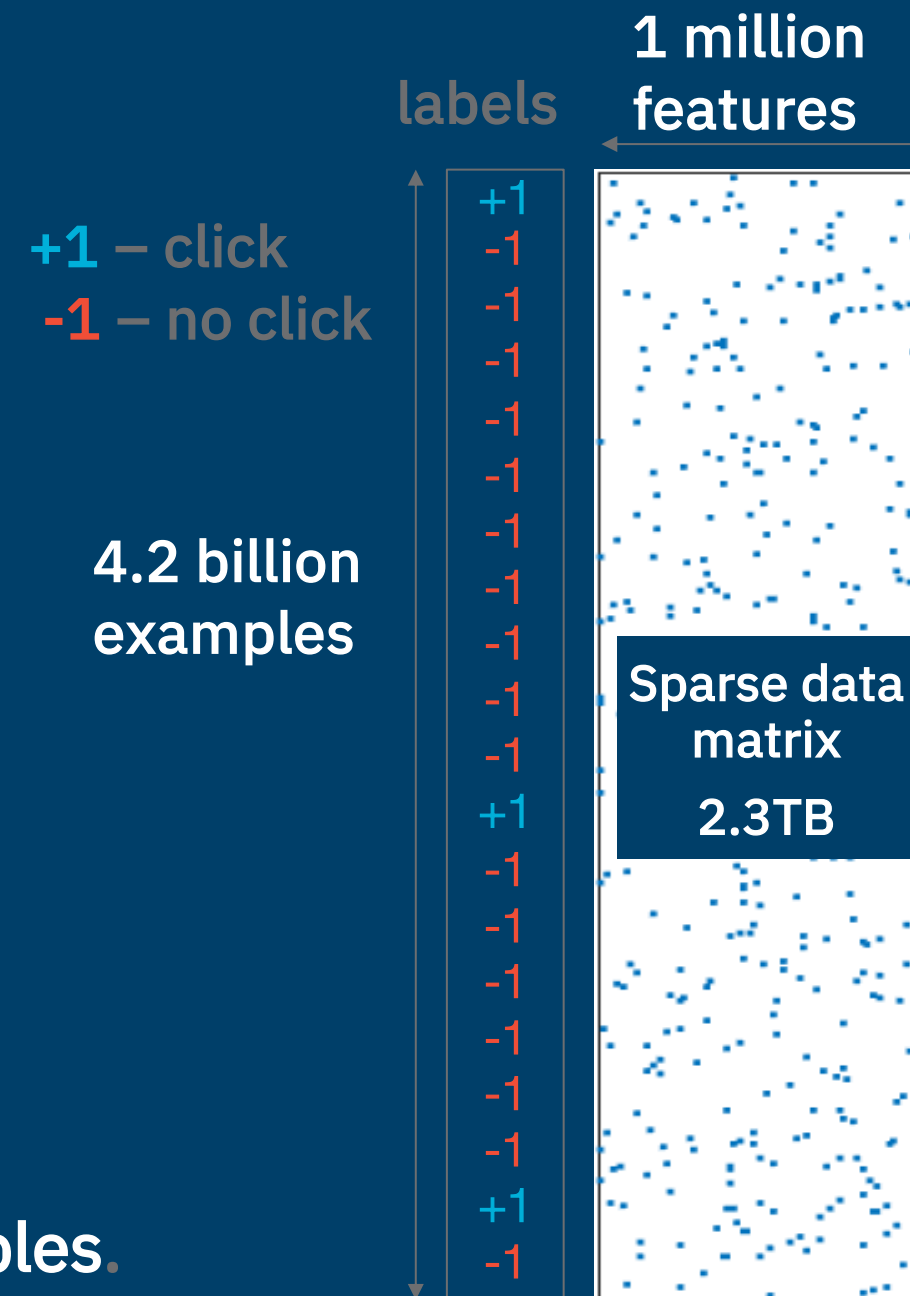 1 million
features
labels
+1 – click
-1 – no click
4.2 billion
examples
+1
-1
-1
-1
-1
-1
-1
-1
-1
-1
-1
+1
-1
-1
-1
-1
-1
-1
+1
-1
Sparse data
matrix
2.3TB
ples.